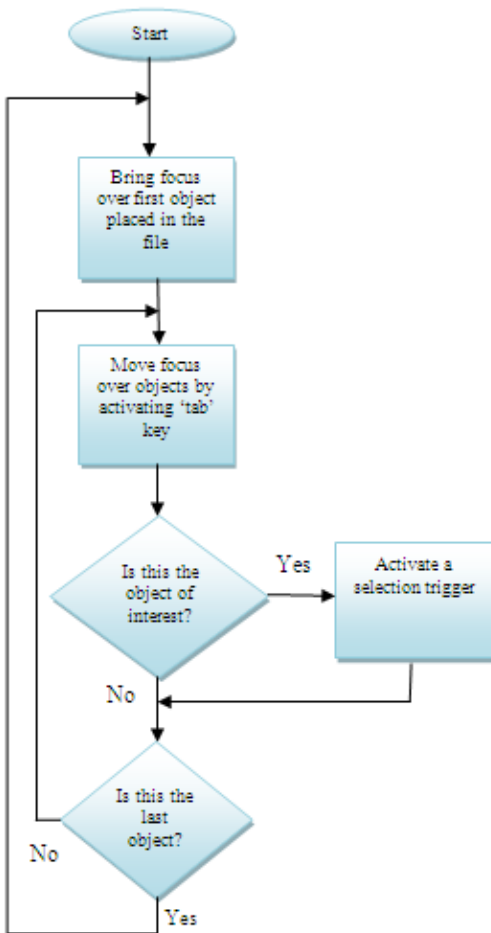 Start
Bring focus
over first object
placed in the
file
Move focus
over objects by
activating ‘tab’
key
Is this the
object of
interest?
Yes
Activate a
selection trigger
No
Is this the
last
object?
No
Yes